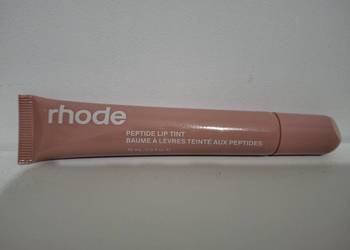 rhode
PEPTIDE LIP TINT
BAUME À LÈVRES TEINTÉ AUX PEPTIDES